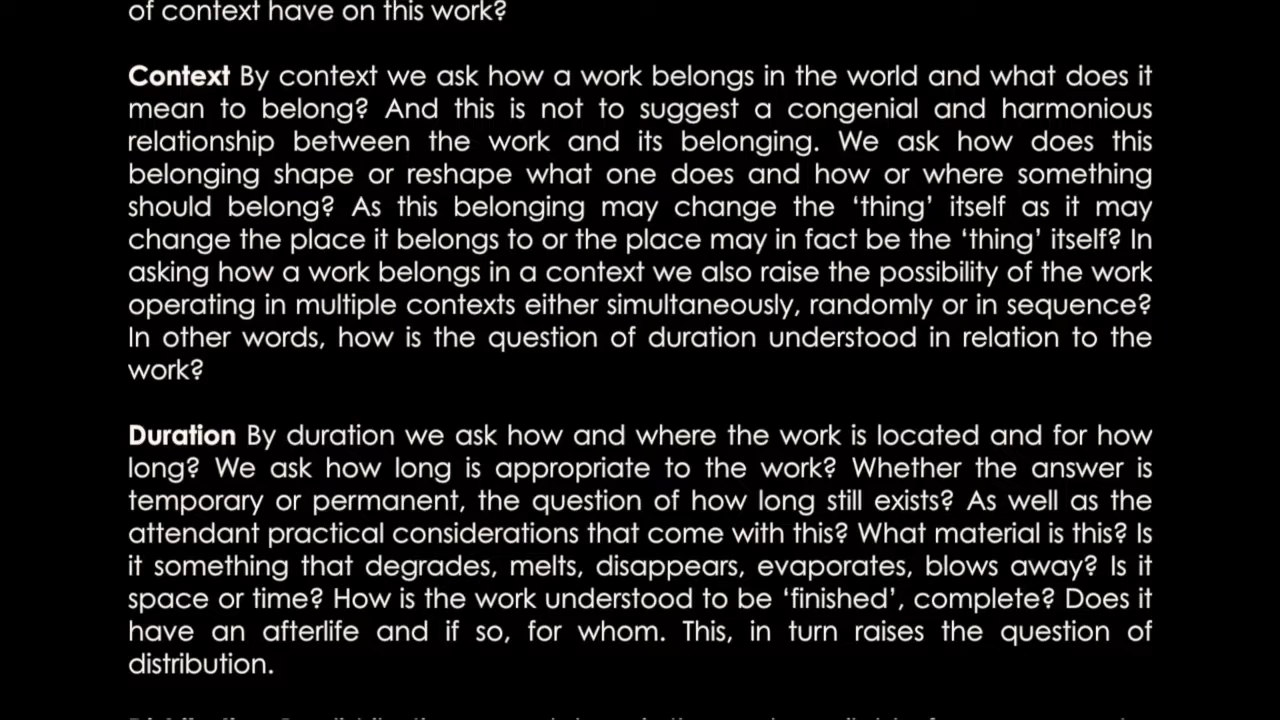 of context have on this work?
Context By context we ask how a work belongs in the world and what does it
mean to belong? And this is not to suggest a congenial and harmonious
relationship between the work and its belonging. We ask how does this
belonging shape or reshape what one does and how or where something
should belong? As this belonging may change the ‘thing’ itself as it may
change the place it belongs to or the place may in fact be the ‘thing’ itself? In
asking how a work belongs in a context we also raise the possibility of the work
operating in multiple contexts either simultaneously, randomly or in sequence?
In other words, how is the question of duration understood in relation to the
work?
Duration By duration we ask how and where the work is located and for how
long? We ask how long is appropriate to the work? Whether the answer is
temporary or permanent, the question of how long still exists? As well as the
attendant practical considerations that come with this? What material is this? Is
it something that degrades, melts, disappears, evaporates, blows away? Is it
space or time? How is the work understood to be ‘finished’, complete? Does it
have an afterlife and if so, for whom. This, in turn raises the question of
distribution.